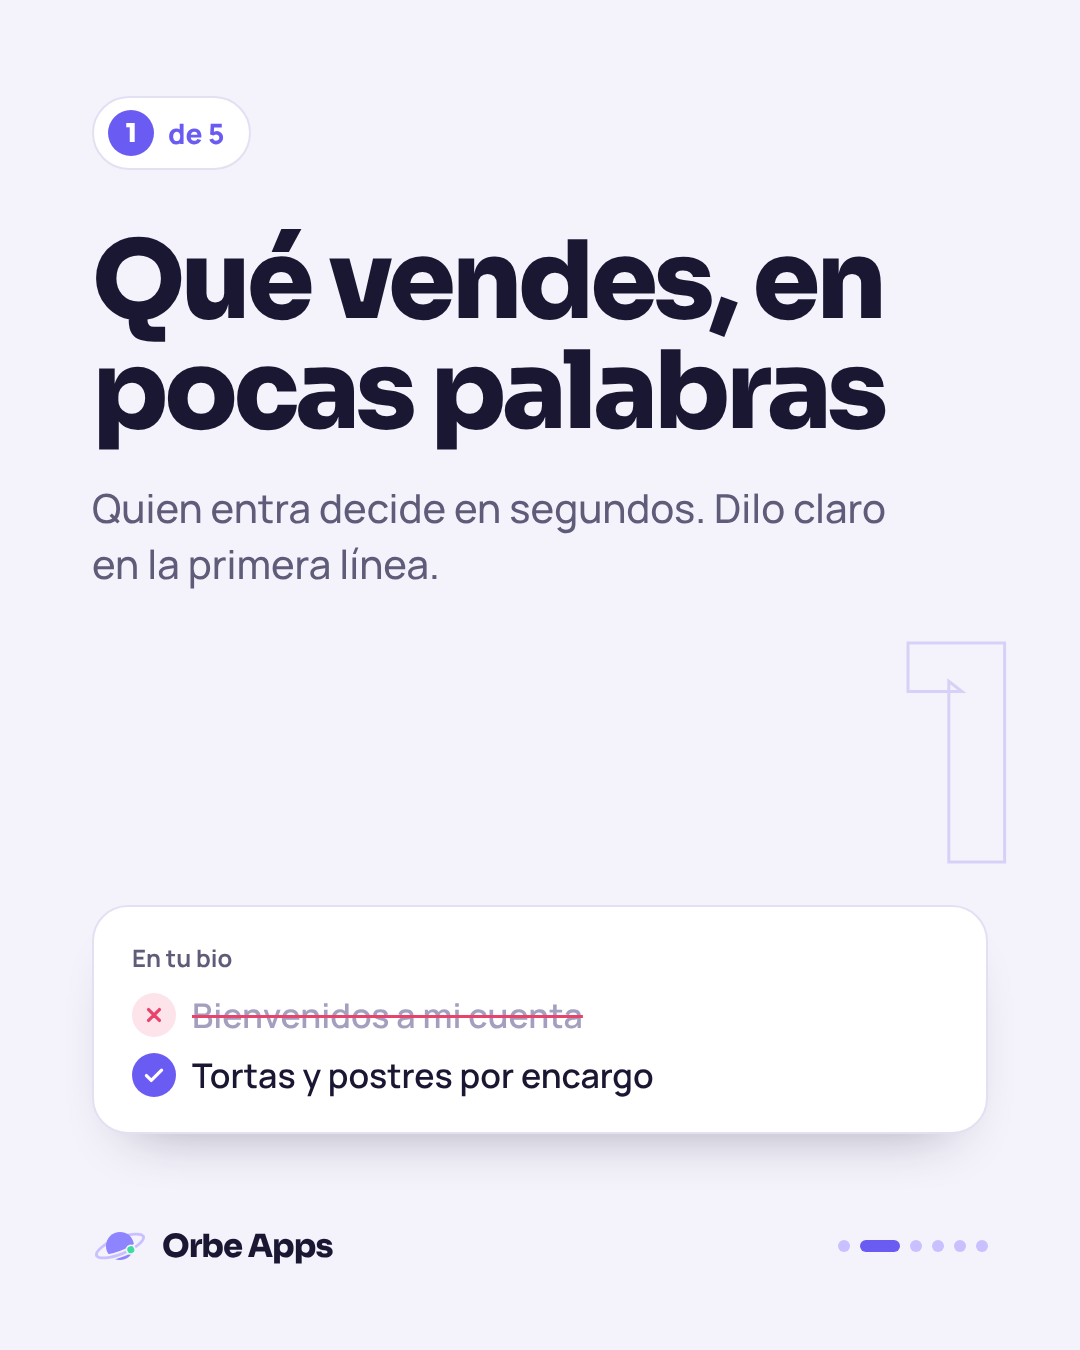 1 de 5
Qué vendes, en
pocas palabras
Quien entra decide en segundos. Dilo claro
en la primera línea.
1
En tu bio
Bienvenidos a mi cuenta
Tortas y postres por encargo
Orbe Apps